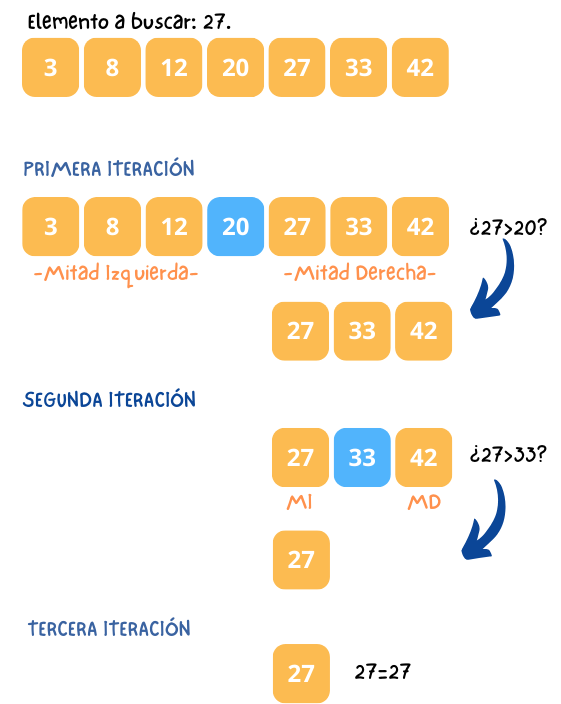 Elemento a buscar: 27.
3 8 12 20 27 33 42
PRIMERA ITERACIÓN
3 8 12 20 27 33 42 ¿27>20?
-Mitad Izquierda- -Mitad Derecha-
27 33 42
SEGUNDA ITERACIÓN
27 33 42 ¿27>33?
MI MD
27
TERCERA ITERACIÓN
27 27=27